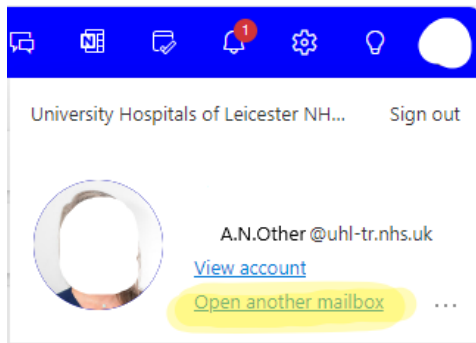 1
University Hospitals of Leicester NH... Sign out
A.N.Other @uhl-tr.nhs.uk
View account
Open another mailbox ...